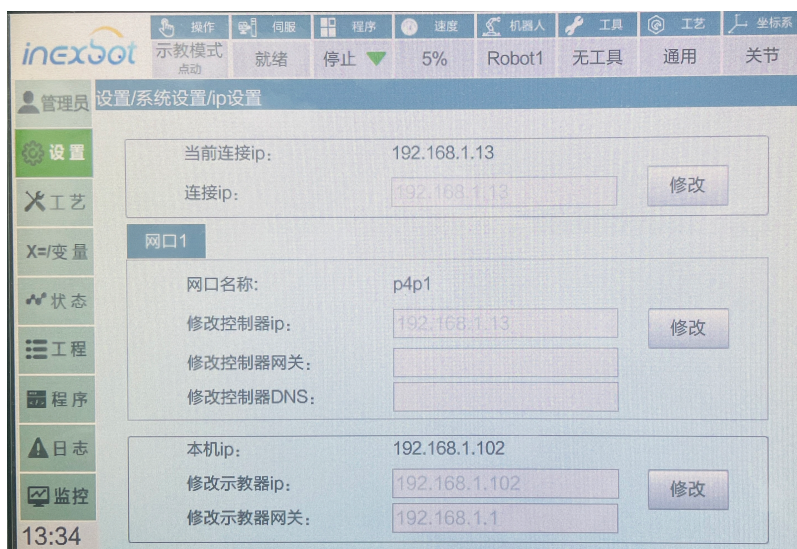 inexbot
操作 伺服 程序 速度 机器人 工具 工艺 坐标系
示教模式 就绪 停止 5% Robot1 无工具 通用 关节
点动
管理员 设置/系统设置/ip设置
设置
当前连接ip: 192.168.1.13
连接ip: 192.168.1.13 修改
工艺
网口1
X=/变量
网口名称: p4p1
状态
修改控制器ip: 192.168.1.13 修改
工程
修改控制器网关:
程序
修改控制器DNS:
日志
本机ip: 192.168.1.102
修改示教器ip: 192.168.1.102 修改
监控
修改示教器网关: 192.168.1.1
13:34